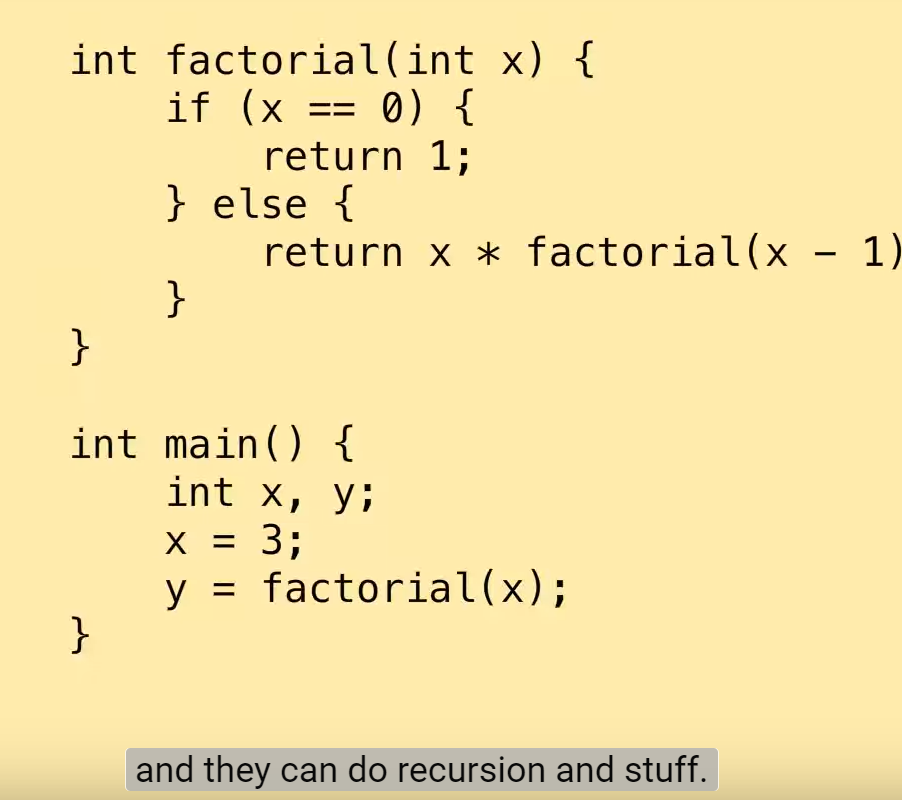 int factorial(int x) {
    if (x == 0) {
        return 1;
    } else {
        return x * factorial(x - 1)
    }
}

int main() {
    int x, y;
    x = 3;
    y = factorial(x);
}
and they can do recursion and stuff.